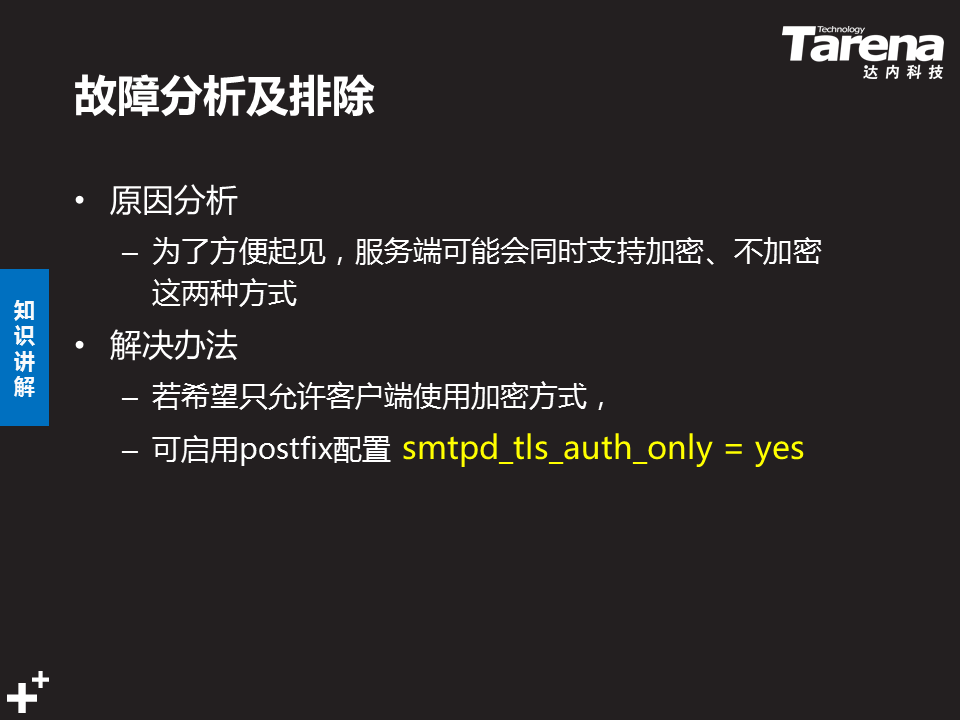 Technology
Tarena
达内科技
故障分析及排除
• 原因分析
– 为了方便起见，服务端可能会同时支持加密、不加密
这两种方式
知识讲解
• 解决办法
– 若希望只允许客户端使用加密方式，
– 可启用postfix配置 smtpd_tls_auth_only = yes